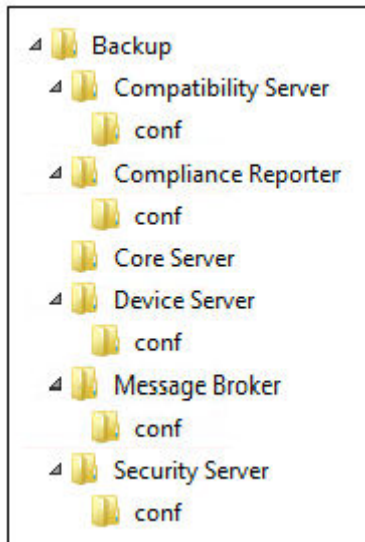 Backup
Compatibility Server
conf
Compliance Reporter
conf
Core Server
Device Server
conf
Message Broker
conf
Security Server
conf